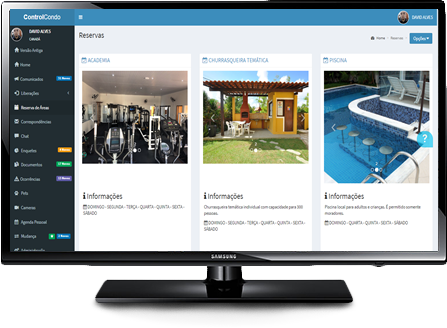 ControlCondo
DAVID ALVES
DAVID ALVES
Versão Antiga
Home
Comunicados
Liberações
Reserva de Áreas
Correspondências
Chat
Enquetes
Documentos
Ocorrências
Pets
Cameras
Agenda Pessoal
Mudança
Reservas
Home / Reservas
Opções
ACADEMIA
CHURRASQUEIRA TEMÁTICA
PISCINA
?
Informações
DOMINGO - SEGUNDA - TERÇA - QUARTA - QUINTA - SEXTA -
SÁBADO
Informações
Churrasqueira temática individual com capacidade para 300
pessoas.
DOMINGO - SEGUNDA - TERÇA - QUARTA - QUINTA - SEXTA -
SÁBADO
Informações
Piscina local para adultos e crianças. É permitido somente
moradores.
DOMINGO - SEGUNDA - TERÇA - QUARTA - QUINTA - SEXTA -
SÁBADO
SAMSUNG